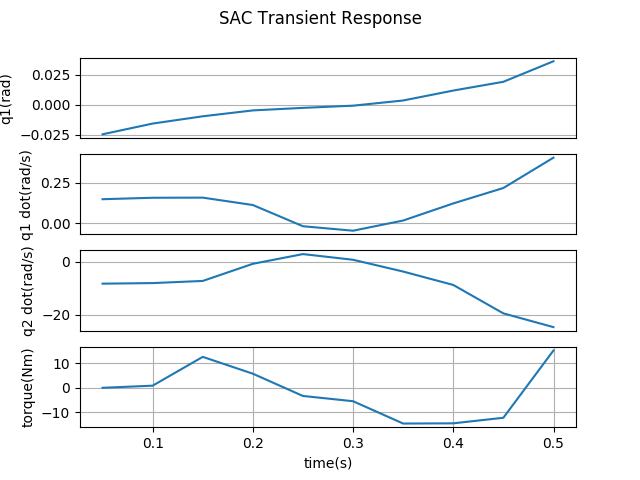 SAC Transient Response
q1(rad)
0.025
0.000
−0.025
q1 dot(rad/s)
0.25
0.00
q2 dot(rad/s)
0
−20
torque(Nm)
10
0
−10
0.1 0.2 0.3 0.4 0.5
time(s)